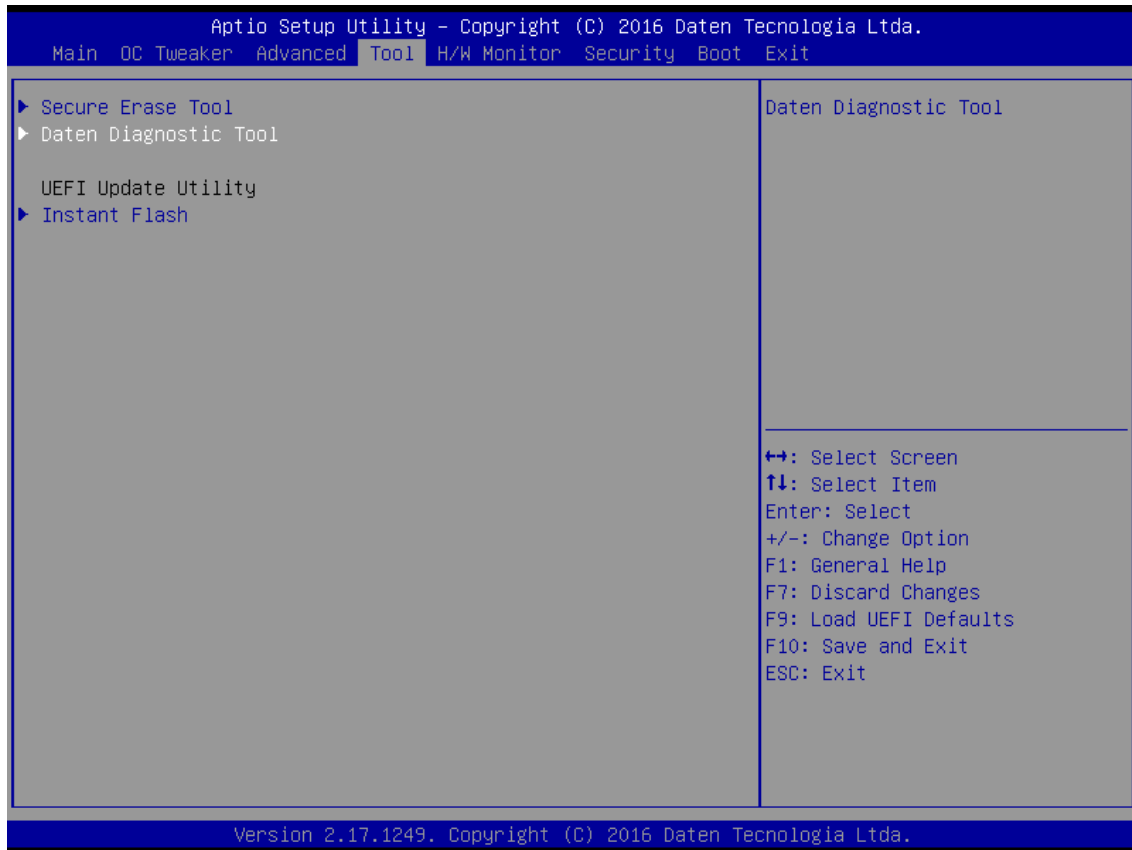 Aptio Setup Utility – Copyright (C) 2016 Daten Tecnologia Ltda.
Main OC Tweaker Advanced Tool H/W Monitor Security Boot Exit
Secure Erase Tool
Daten Diagnostic Tool
UEFI Update Utility
Instant Flash
Daten Diagnostic Tool
↔: Select Screen
↑↓: Select Item
Enter: Select
+/-: Change Option
F1: General Help
F7: Discard Changes
F9: Load UEFI Defaults
F10: Save and Exit
ESC: Exit
Version 2.17.1249. Copyright (C) 2016 Daten Tecnologia Ltda.